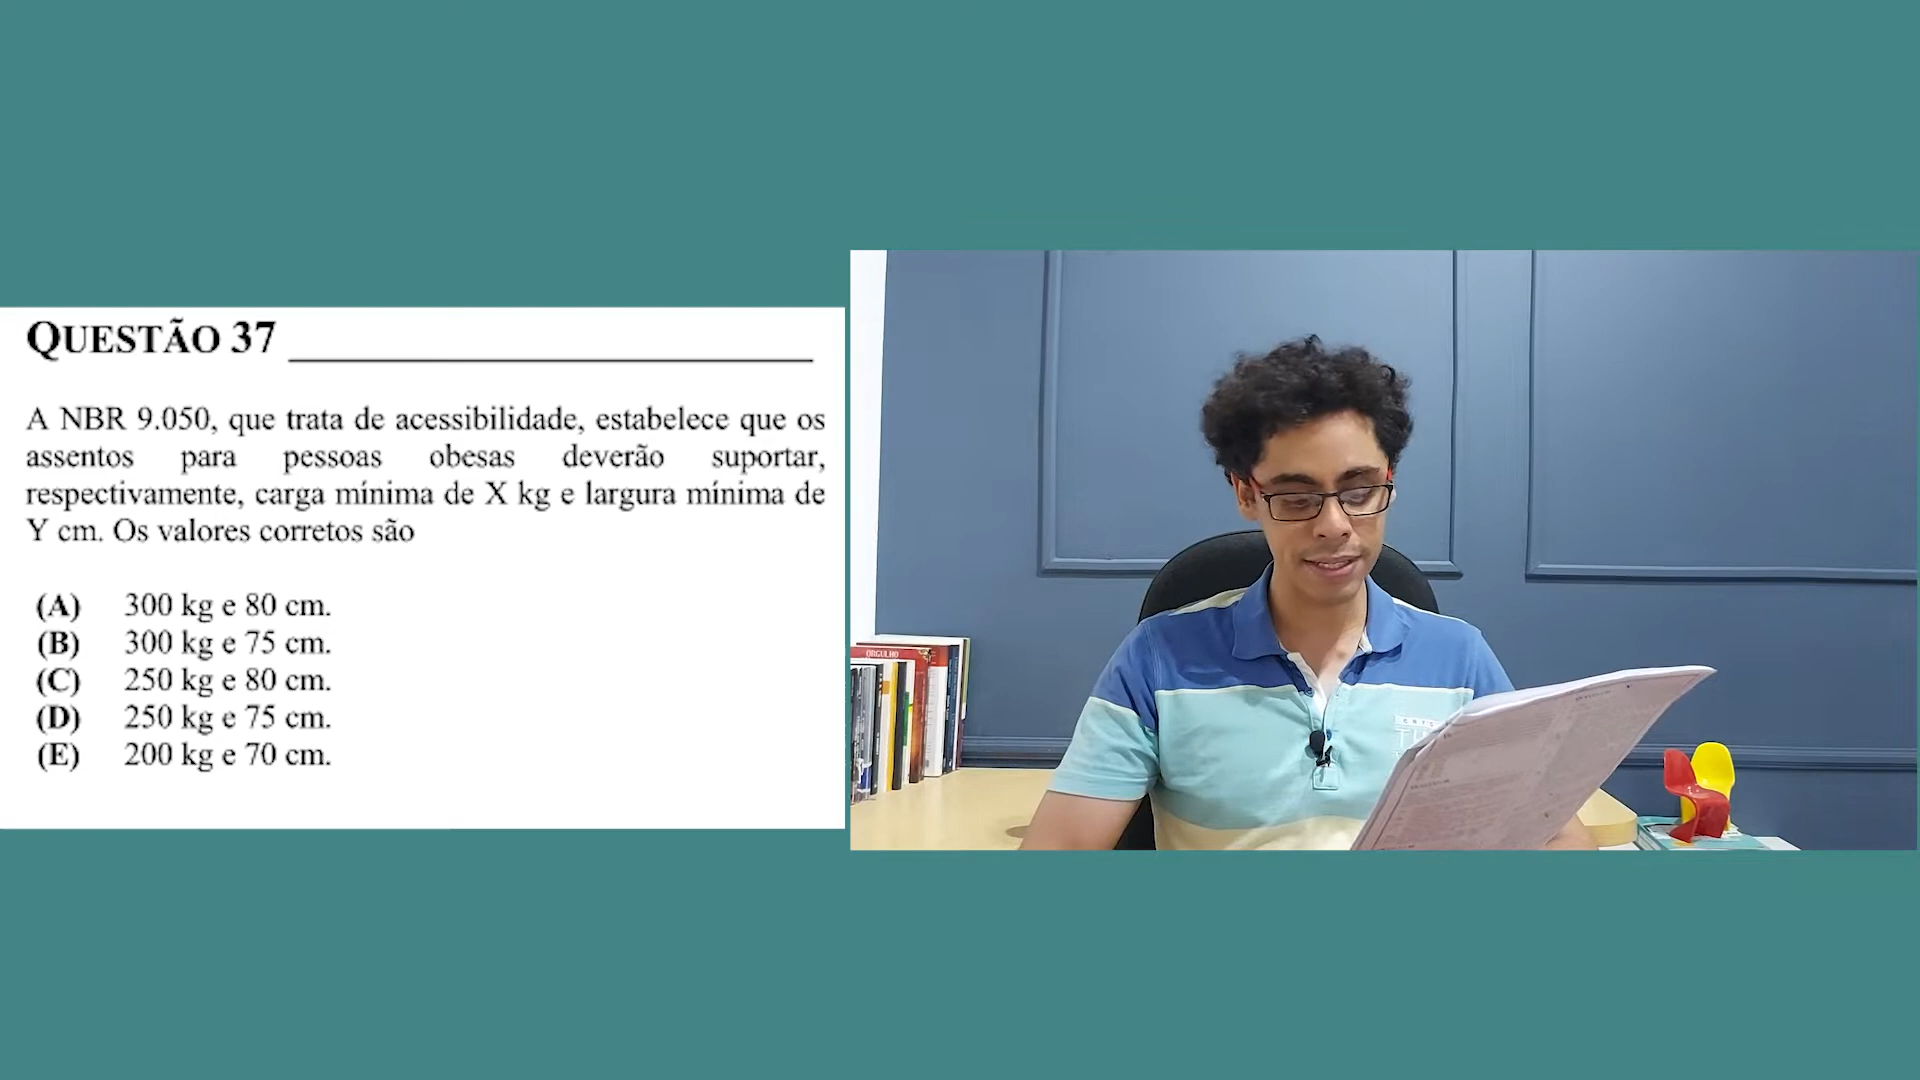 QUESTÃO 37
A NBR 9.050, que trata de acessibilidade, estabelece que os
assentos para pessoas obesas deverão suportar,
respectivamente, carga mínima de X kg e largura mínima de
Y cm. Os valores corretos são
(A) 300 kg e 80 cm.
(B) 300 kg e 75 cm.
(C) 250 kg e 80 cm.
(D) 250 kg e 75 cm.
(E) 200 kg e 70 cm.
ORGULHO